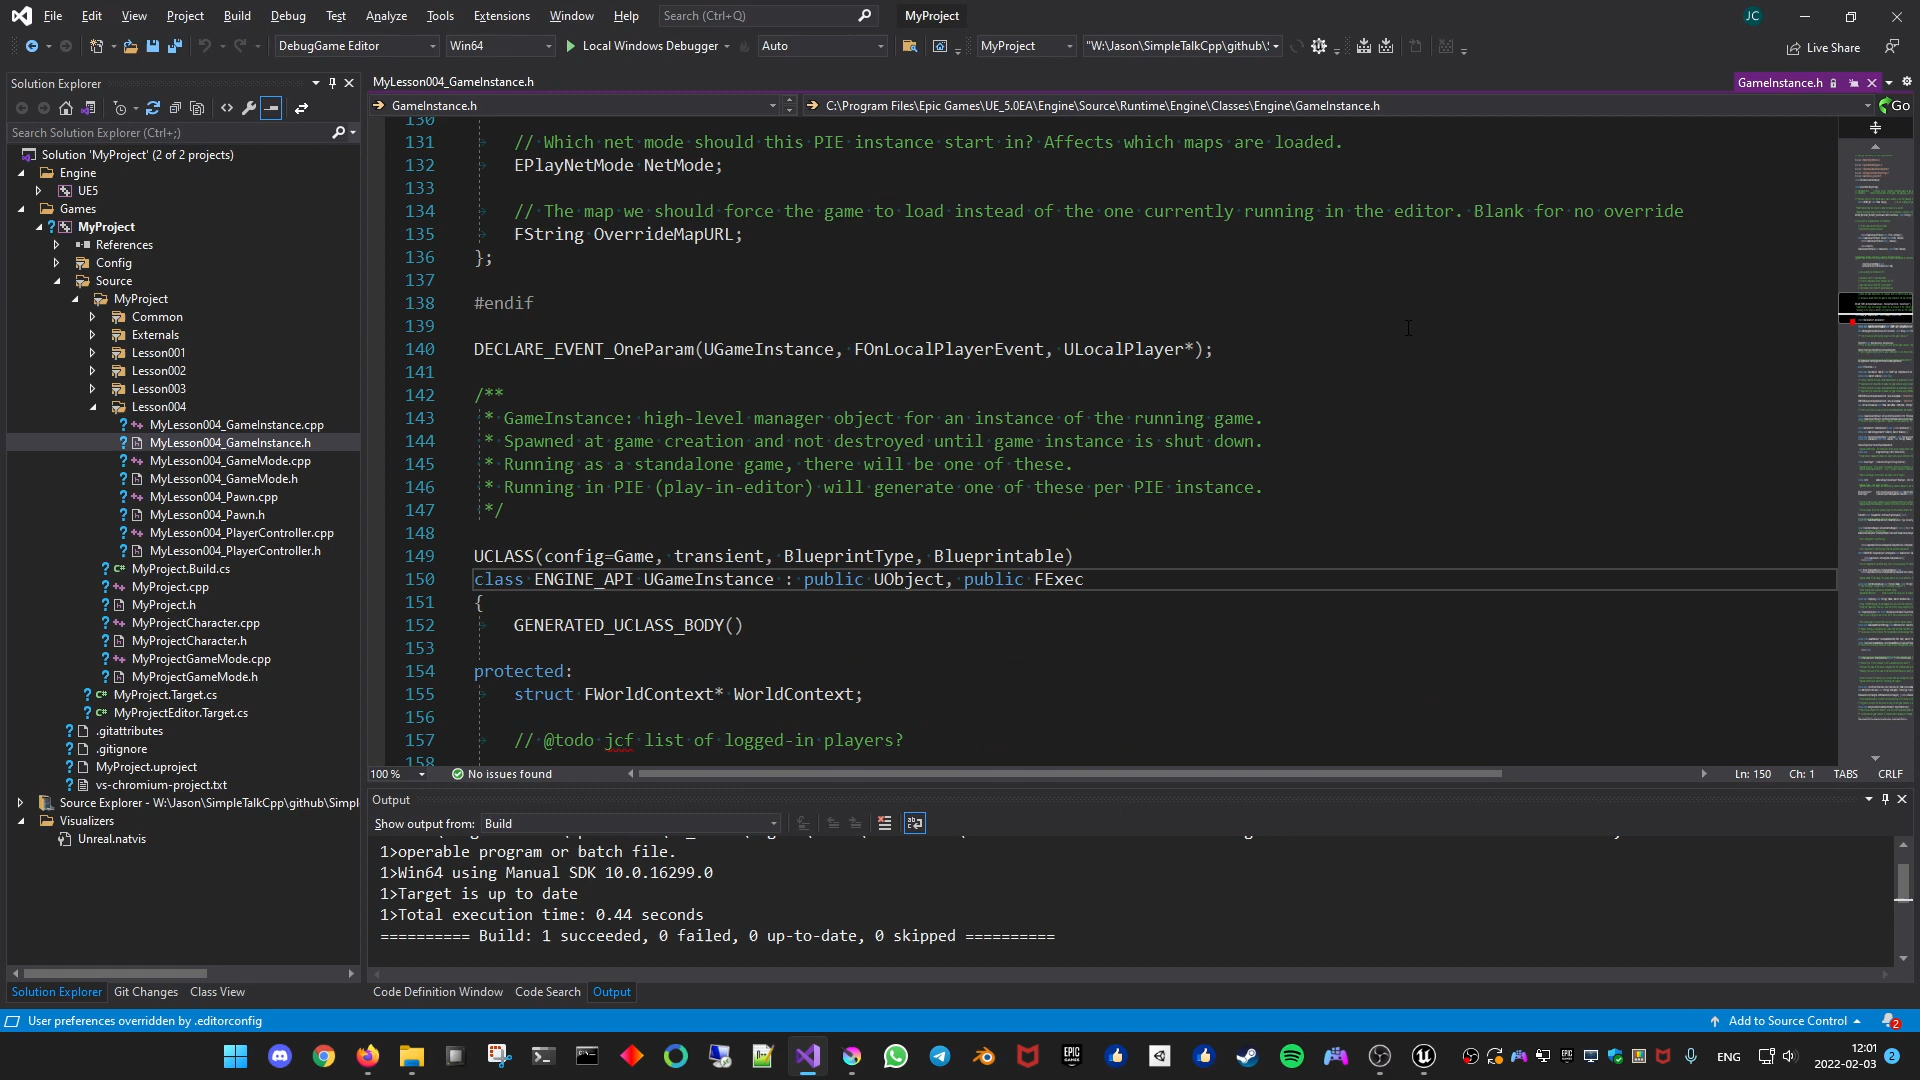 File Edit View Project Build Debug Test Analyze Tools Extensions Window Help Search (Ctrl+Q) MyProject JC
DebugGame Editor Win64 Local Windows Debugger Auto MyProject "W:\Jason\SimpleTalkCpp\github\ Live Share
Solution Explorer
Search Solution Explorer (Ctrl+;)
Solution 'MyProject' (2 of 2 projects)
Engine
UE5
Games
MyProject
References
Config
Source
MyProject
Common
Externals
Lesson001
Lesson002
Lesson003
Lesson004
MyLesson004_GameInstance.cpp
MyLesson004_GameInstance.h
MyLesson004_GameMode.cpp
MyLesson004_GameMode.h
MyLesson004_Pawn.cpp
MyLesson004_Pawn.h
MyLesson004_PlayerController.cpp
MyLesson004_PlayerController.h
MyProject.Build.cs
MyProject.cpp
MyProject.h
MyProjectCharacter.cpp
MyProjectCharacter.h
MyProjectGameMode.cpp
MyProjectGameMode.h
MyProject.Target.cs
MyProjectEditor.Target.cs
.gitattributes
.gitignore
MyProject.uproject
vs-chromium-project.txt
Source Explorer - W:\Jason\SimpleTalkCpp\github\Simpl
Visualizers
Unreal.natvis
Solution Explorer Git Changes Class View
MyLesson004_GameInstance.h GameInstance.h
GameInstance.h C:\Program Files\Epic Games\UE_5.0EA\Engine\Source\Runtime\Engine\Classes\Engine\GameInstance.h Go
130
131 // Which net mode should this PIE instance start in? Affects which maps are loaded.
132 EPlayNetMode NetMode;
133
134 // The map we should force the game to load instead of the one currently running in the editor. Blank for no override
135 FString OverrideMapURL;
136 };
137
138 #endif
139
140 DECLARE_EVENT_OneParam(UGameInstance, FOnLocalPlayerEvent, ULocalPlayer*);
141
142 /**
143 * GameInstance: high-level manager object for an instance of the running game.
144 * Spawned at game creation and not destroyed until game instance is shut down.
145 * Running as a standalone game, there will be one of these.
146 * Running in PIE (play-in-editor) will generate one of these per PIE instance.
147 */
148
149 UCLASS(config=Game, transient, BlueprintType, Blueprintable)
150 class ENGINE_API UGameInstance : public UObject, public FExec
151 {
152 GENERATED_UCLASS_BODY()
153
154 protected:
155 struct FWorldContext* WorldContext;
156
157 // @todo jcf list of logged-in players?
158
100 % No issues found Ln: 150 Ch: 1 TABS CRLF
Output
Show output from: Build
1>operable program or batch file.
1>Win64 using Manual SDK 10.0.16299.0
1>Target is up to date
1>Total execution time: 0.44 seconds
========== Build: 1 succeeded, 0 failed, 0 up-to-date, 0 skipped ==========
Code Definition Window Code Search Output
User preferences overridden by .editorconfig Add to Source Control 2
ENG 12:01
2022-02-03 2